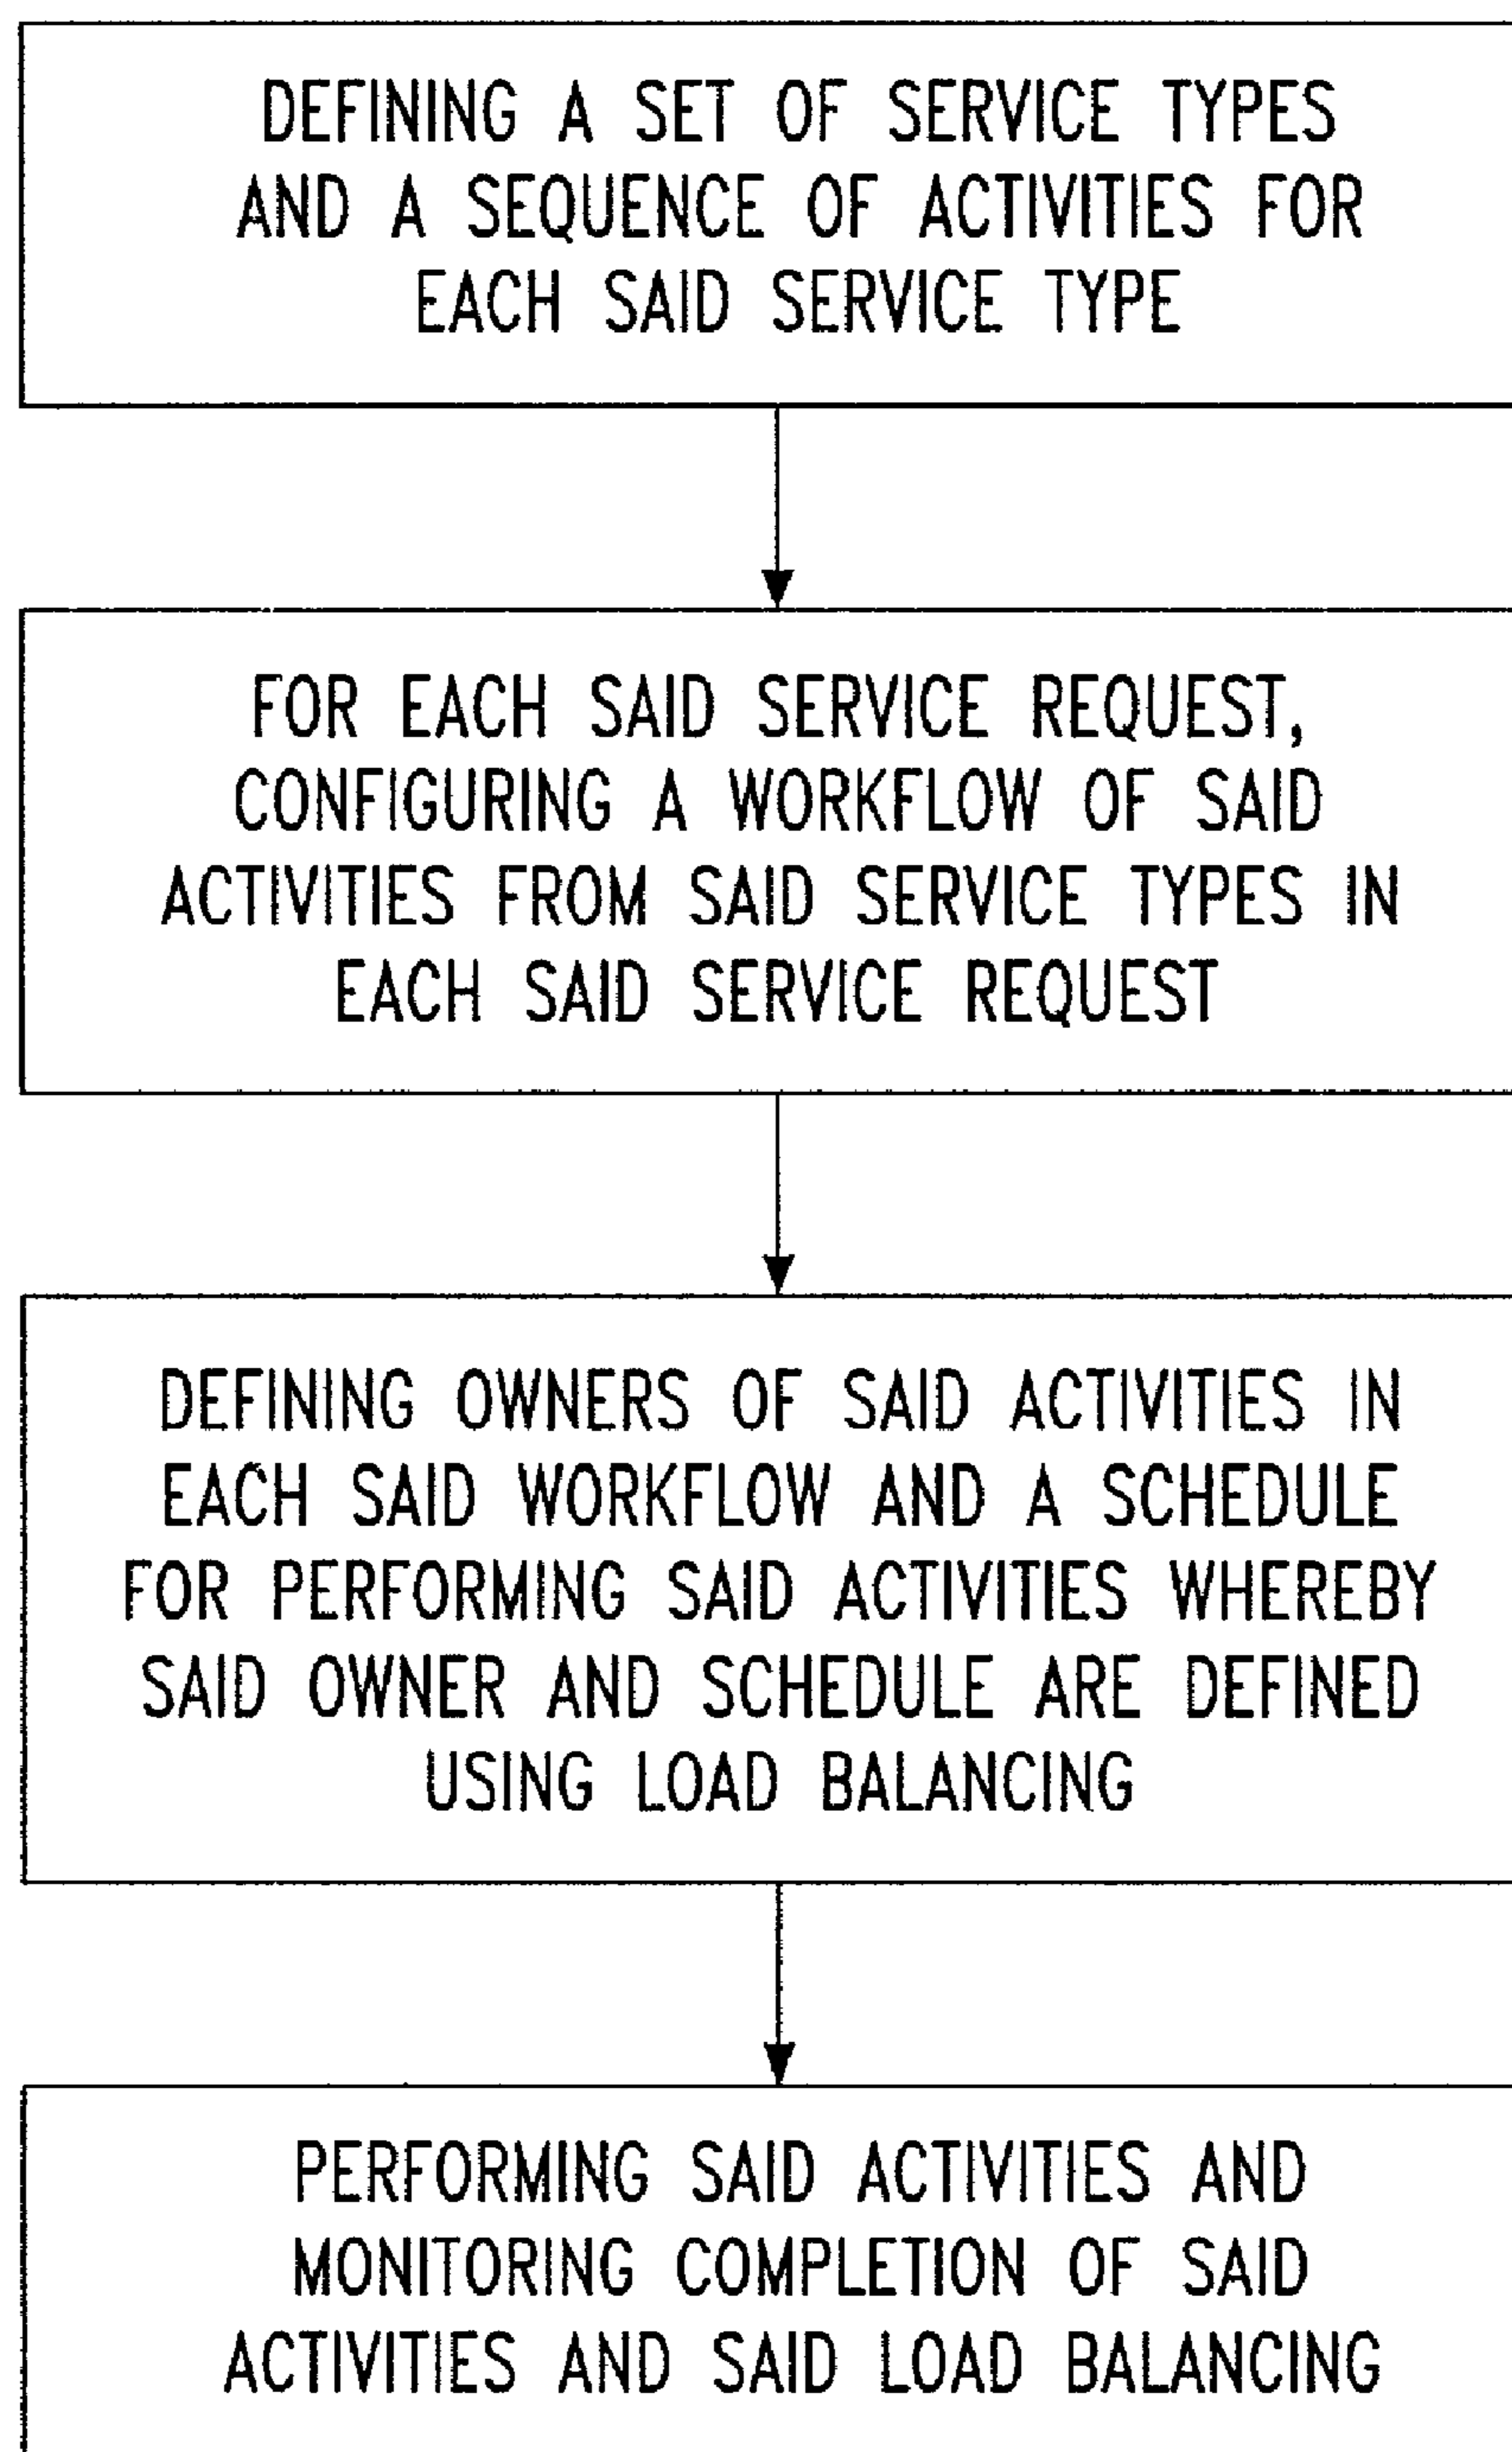 DEFINING A SET OF SERVICE TYPES
AND A SEQUENCE OF ACTIVITIES FOR
EACH SAID SERVICE TYPE
FOR EACH SAID SERVICE REQUEST,
CONFIGURING A WORKFLOW OF SAID
ACTIVITIES FROM SAID SERVICE TYPES IN
EACH SAID SERVICE REQUEST
DEFINING OWNERS OF SAID ACTIVITIES IN
EACH SAID WORKFLOW AND A SCHEDULE
FOR PERFORMING SAID ACTIVITIES WHEREBY
SAID OWNER AND SCHEDULE ARE DEFINED
USING LOAD BALANCING
PERFORMING SAID ACTIVITIES AND
MONITORING COMPLETION OF SAID
ACTIVITIES AND SAID LOAD BALANCING